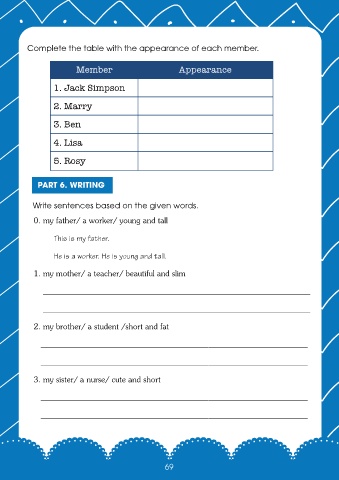 Complete the table with the appearance of each member.
Member Appearance
1. Jack Simpson
2. Marry
3. Ben
4. Lisa
5. Rosy
PART 6. WRITING
Write sentences based on the given words.
0. my father/ a worker/ young and tall
This is my father.
He is a worker. He is young and tall.
1. my mother/ a teacher/ beautiful and slim
2. my brother/ a student /short and fat
3. my sister/ a nurse/ cute and short
69